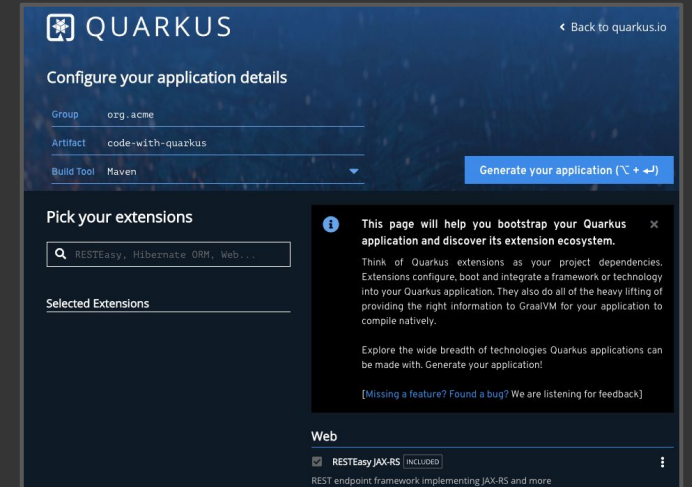 QUARKUS
Back to quarkus.io
Configure your application details
Group org.acme
Artifact code-with-quarkus
Build Tool Maven
Generate your application (⌥ + ↵)
Pick your extensions
RESTEasy, Hibernate ORM, Web...
Selected Extensions
This page will help you bootstrap your Quarkus
application and discover its extension ecosystem.
Think of Quarkus extensions as your project dependencies.
Extensions configure, boot and integrate a framework or technology
into your Quarkus application. They also do all of the heavy lifting of
providing the right information to GraalVM for your application to
compile natively.
Explore the wide breadth of technologies Quarkus applications can
be made with. Generate your application!
[Missing a feature? Found a bug? We are listening for feedback]
Web
RESTEasy JAX-RS INCLUDED
REST endpoint framework implementing JAX-RS and more